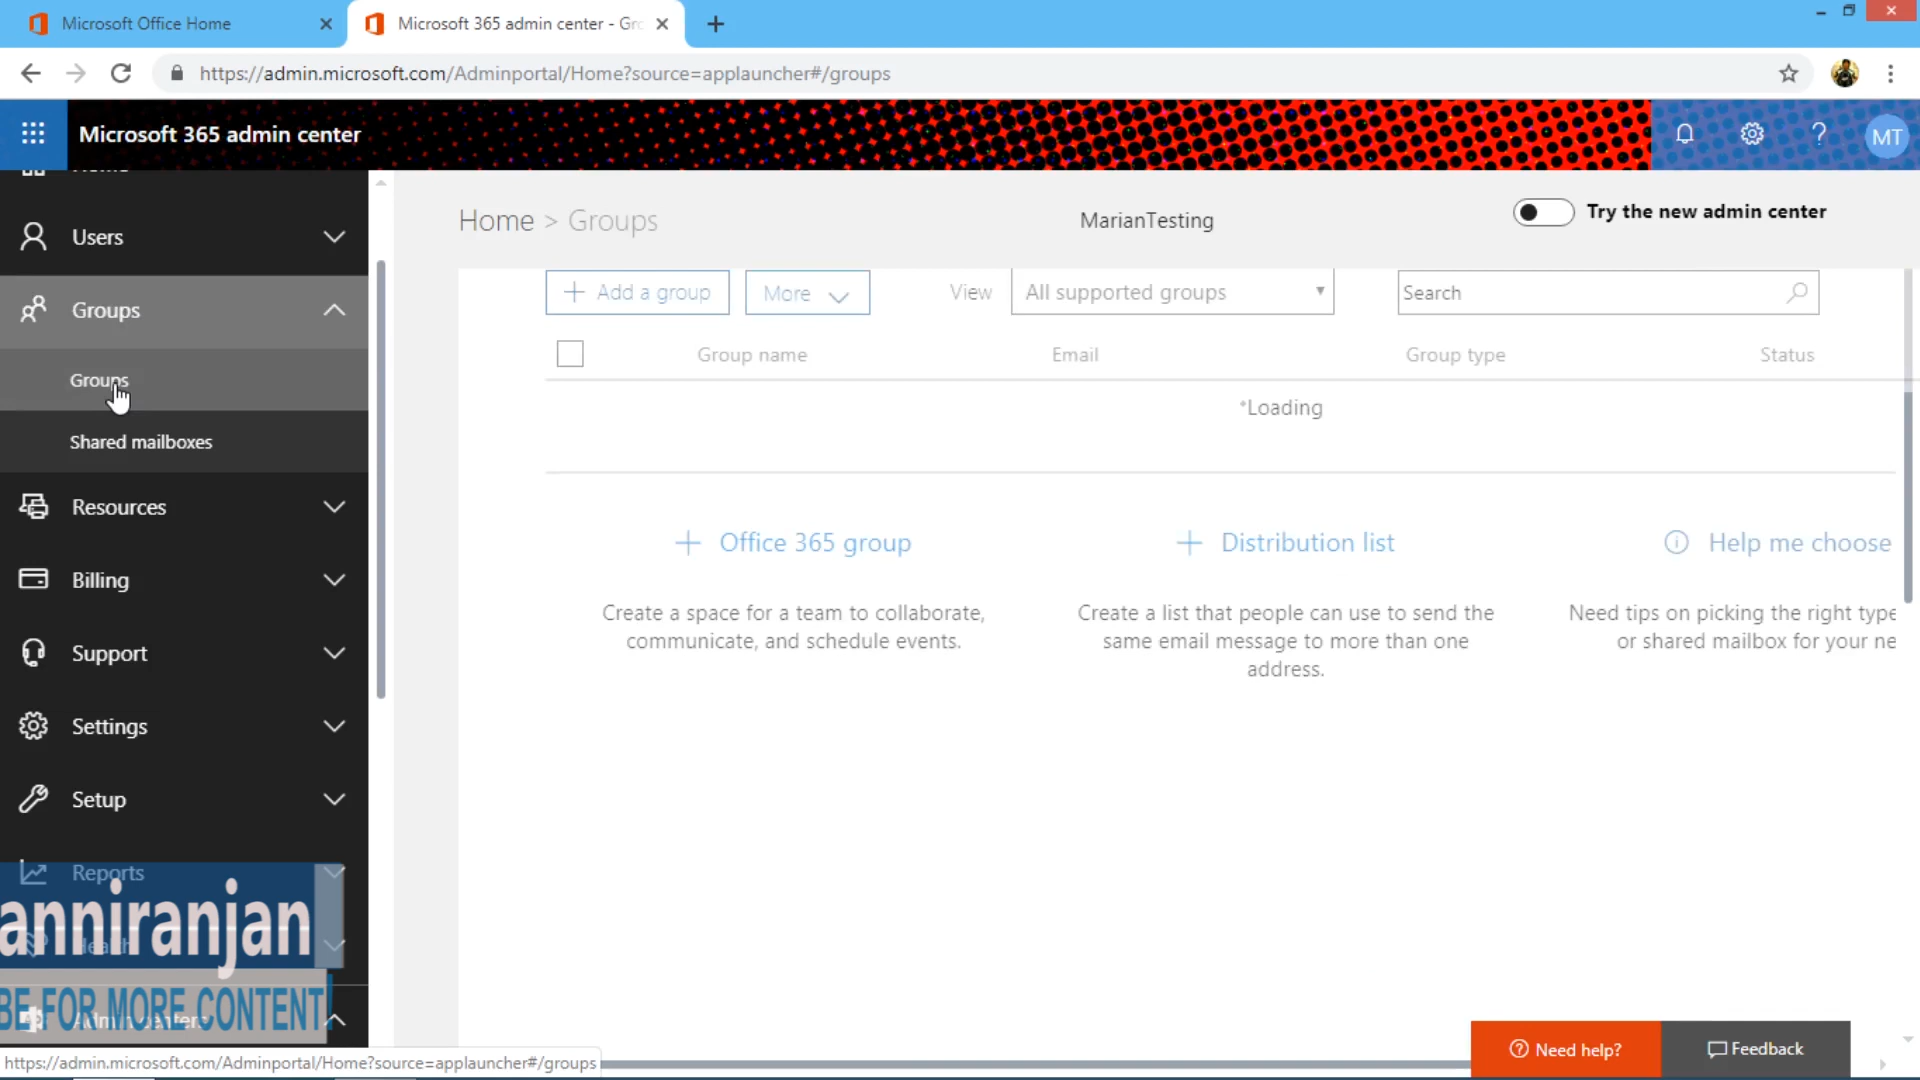 Microsoft Office Home
Microsoft 365 admin center - Gro
https://admin.microsoft.com/Adminportal/Home?source=applauncher#/groups
Microsoft 365 admin center
MT
Home
Users
Groups
Groups
Shared mailboxes
Resources
Billing
Support
Settings
Setup
Reports
Health
Admin centers
Home > Groups
MarianTesting
Try the new admin center
+ Add a group
More
View
All supported groups
Search
Group name
Email
Group type
Status
*Loading
+ Office 365 group
Create a space for a team to collaborate,
communicate, and schedule events.
+ Distribution list
Create a list that people can use to send the
same email message to more than one
address.
Help me choose
Need tips on picking the right type
or shared mailbox for your ne
anniranjan
BE FOR MORE CONTENT.
https://admin.microsoft.com/Adminportal/Home?source=applauncher#/groups
Need help?
Feedback